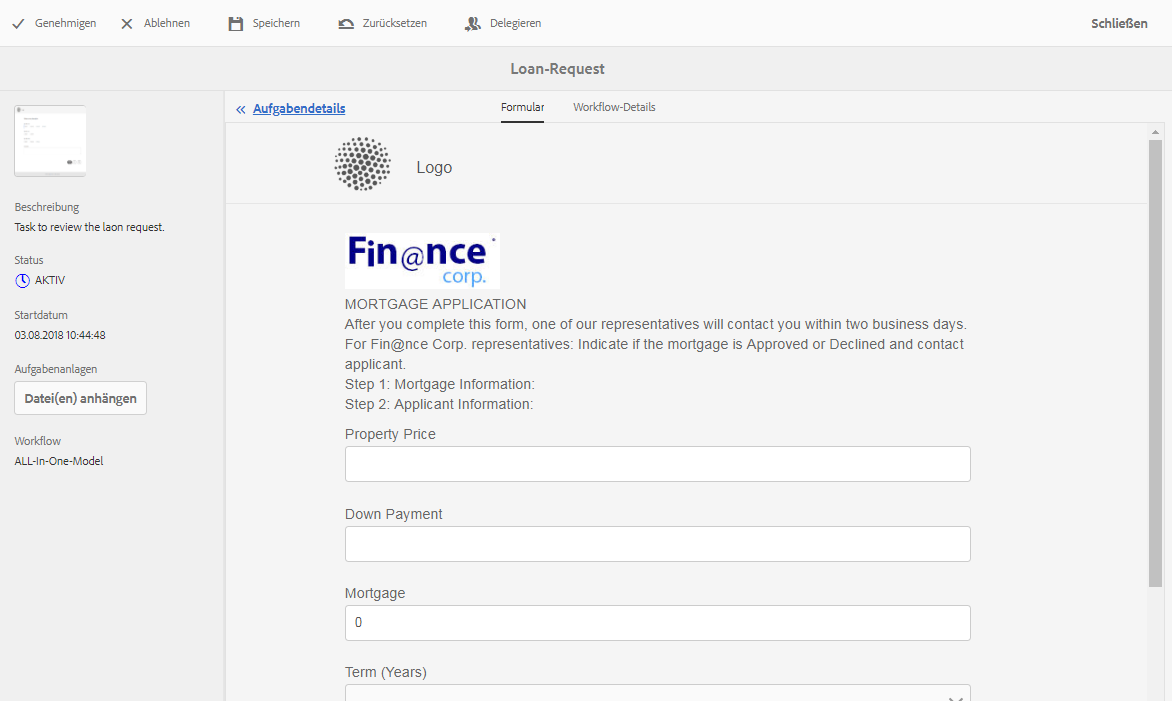 Genehmigen Ablehnen Speichern Zurücksetzen Delegieren Schließen
Loan-Request
Beschreibung
Task to review the laon request.
Status
AKTIV
Startdatum
03.08.2018 10:44:48
Aufgabenanlagen
Datei(en) anhängen
Workflow
ALL-In-One-Model
« Aufgabendetails Formular Workflow-Details
Logo
Fin@nce
corp.
MORTGAGE APPLICATION
After you complete this form, one of our representatives will contact you within two business days.
For Fin@nce Corp. representatives: Indicate if the mortgage is Approved or Declined and contact
applicant.
Step 1: Mortgage Information:
Step 2: Applicant Information:
Property Price
Down Payment
Mortgage
0
Term (Years)